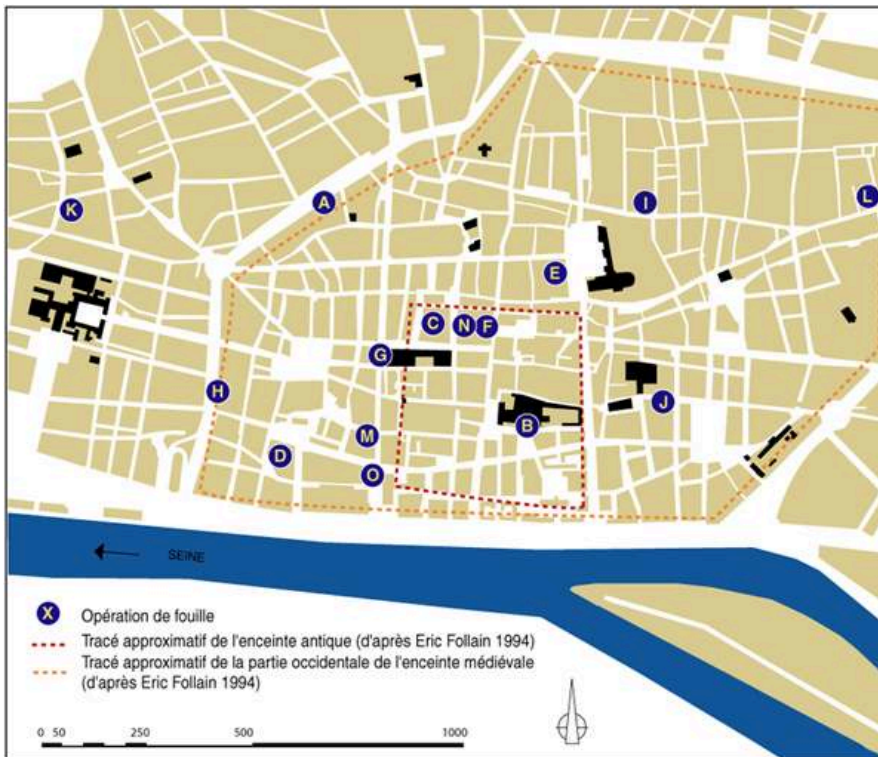 A
K
I
L
E
C
N
F
G
H
J
B
M
D
O
SEINE
X Opération de fouille
Tracé approximatif de l'enceinte antique (d'après Eric Follain 1994)
Tracé approximatif de la partie occidentale de l'enceinte médiévale
(d'après Eric Follain 1994)
0 50 250 500 1000